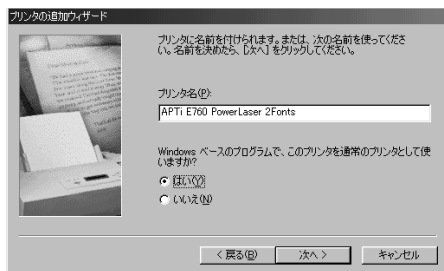 プリンタの追加ウィザード
プリンタに名前を付けられます。または、次の名前を使ってくださ
い。名前を決めたら、[次へ] をクリックしてください。
プリンタ名(P):
APTi E760 PowerLaser 2Fonts
Windows ベースのプログラムで、このプリンタを通常のプリンタとして使
いますか?
はい(Y)
いいえ(N)
< 戻る(B)
次へ >
キャンセル